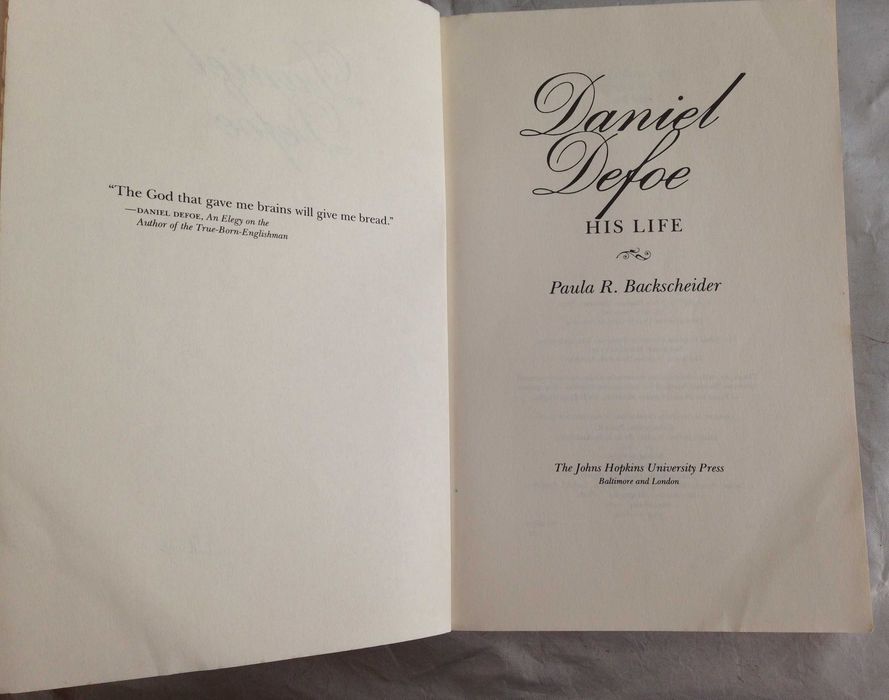 “The God that gave me brains will give me bread.”
—DANIEL DEFOE, An Elegy on the
Author of the True-Born-Englishman
Daniel
Defoe
HIS LIFE
Paula R. Backscheider
The Johns Hopkins University Press
Baltimore and London